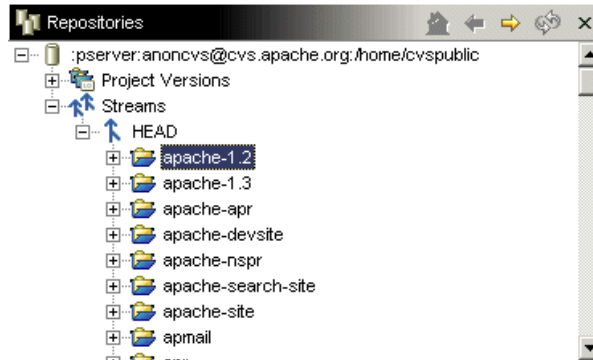 Repositories
:pserver:anoncvs@cvs.apache.org:/home/cvspublic
Project Versions
Streams
HEAD
apache-1.2
apache-1.3
apache-apr
apache-devsite
apache-nspr
apache-search-site
apache-site
apmail